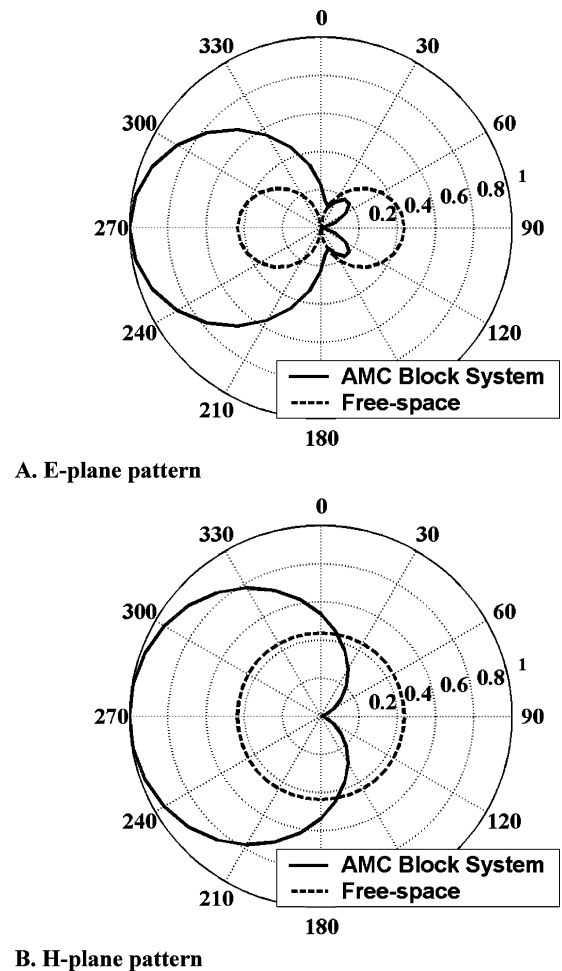 0
330 30
300 60
0.2 0.4 0.6 0.8 1
270 90
240 120
AMC Block System
Free-space
210
180
A. E-plane pattern
0
330 30
300 60
0.2 0.4 0.6 0.8 1
270 90
240 120
AMC Block System
Free-space
210
180
B. H-plane pattern